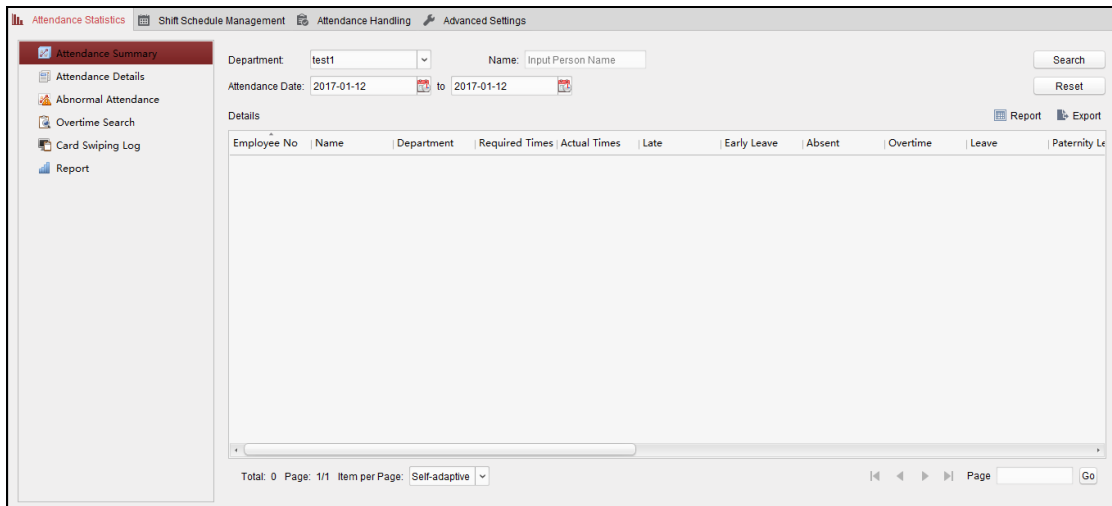 Attendance Statistics Shift Schedule Management Attendance Handling Advanced Settings
Attendance Summary
Attendance Details
Abnormal Attendance
Overtime Search
Card Swiping Log
Report
Department: test1 Name: Input Person Name Search
Attendance Date: 2017-01-12 to 2017-01-12 Reset
Details Report Export
Employee No Name Department Required Times Actual Times Late Early Leave Absent Overtime Leave Paternity Le
Total: 0 Page: 1/1 Item per Page: Self-adaptive Page Go